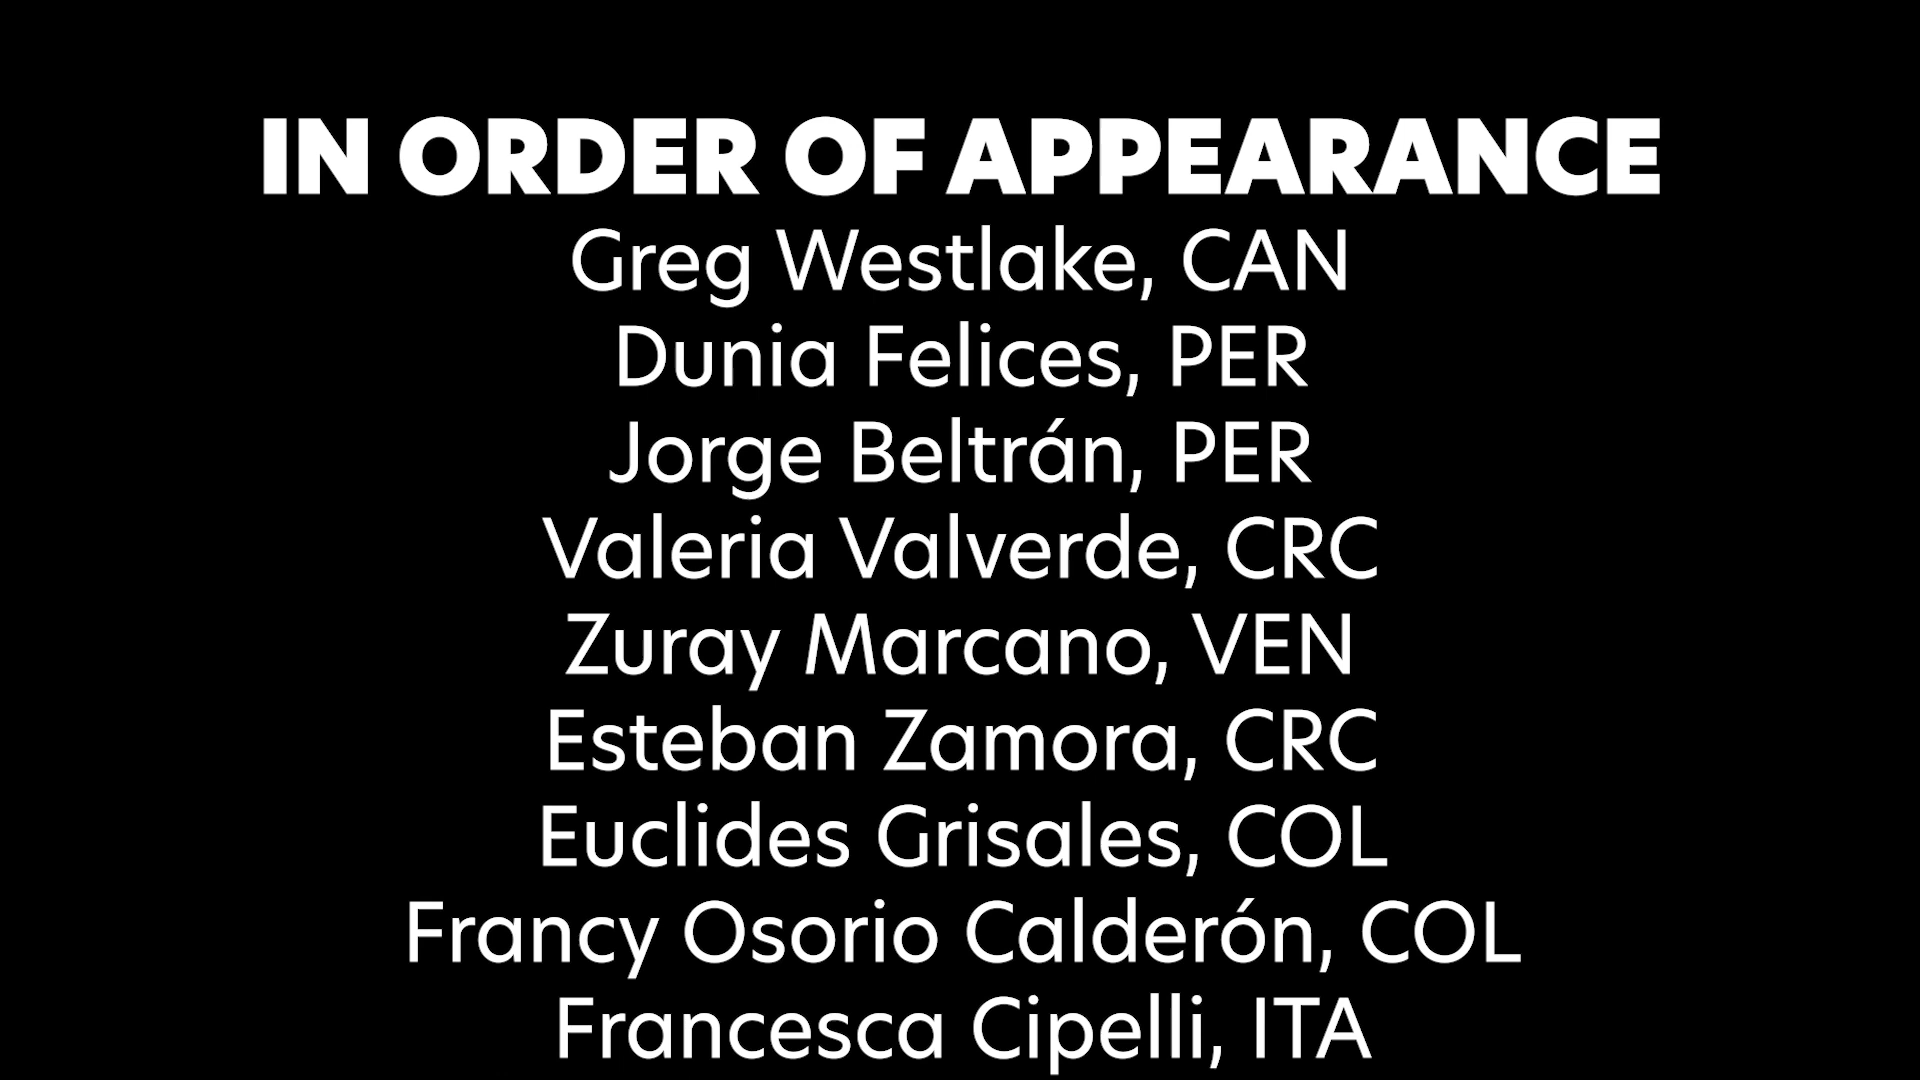 IN ORDER OF APPEARANCE
Greg Westlake, CAN
Dunia Felices, PER
Jorge Beltrán, PER
Valeria Valverde, CRC
Zuray Marcano, VEN
Esteban Zamora, CRC
Euclides Grisales, COL
Francy Osorio Calderón, COL
Francesca Cipelli, ITA